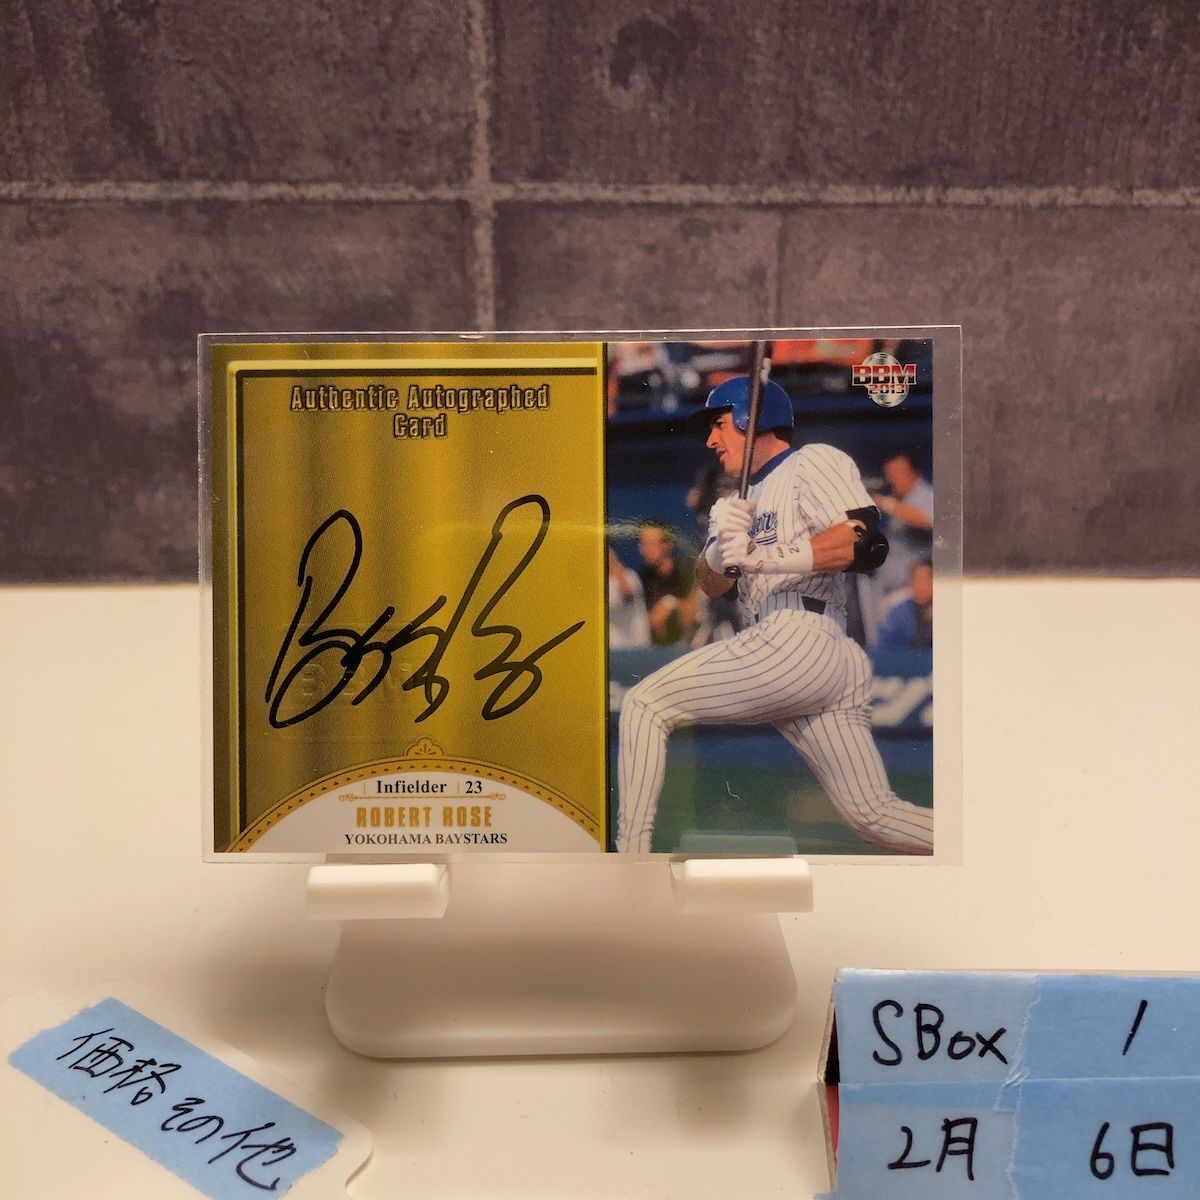 Authentic Autographed
Card
BBM
2013
Infielder 23
ROBERT ROSE
YOKOHAMA BAYSTARS
価格その他
SBox 1
2月 6日